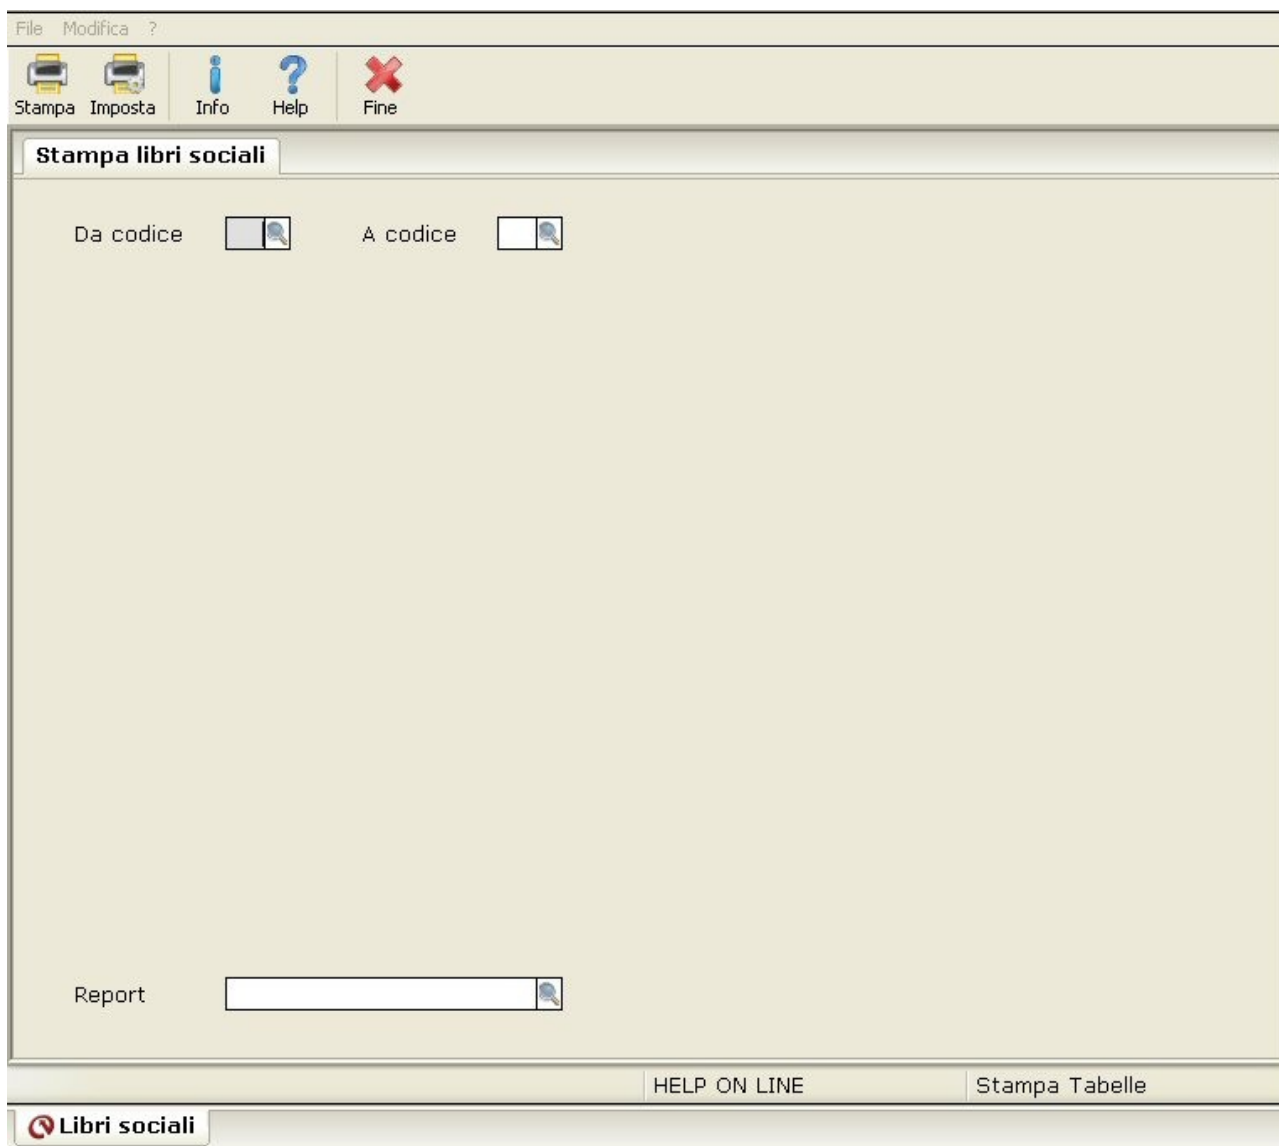 File Modifica ?
Stampa Imposta Info Help Fine
Stampa libri sociali
Da codice A codice
Report
HELP ON LINE Stampa Tabelle
Libri sociali